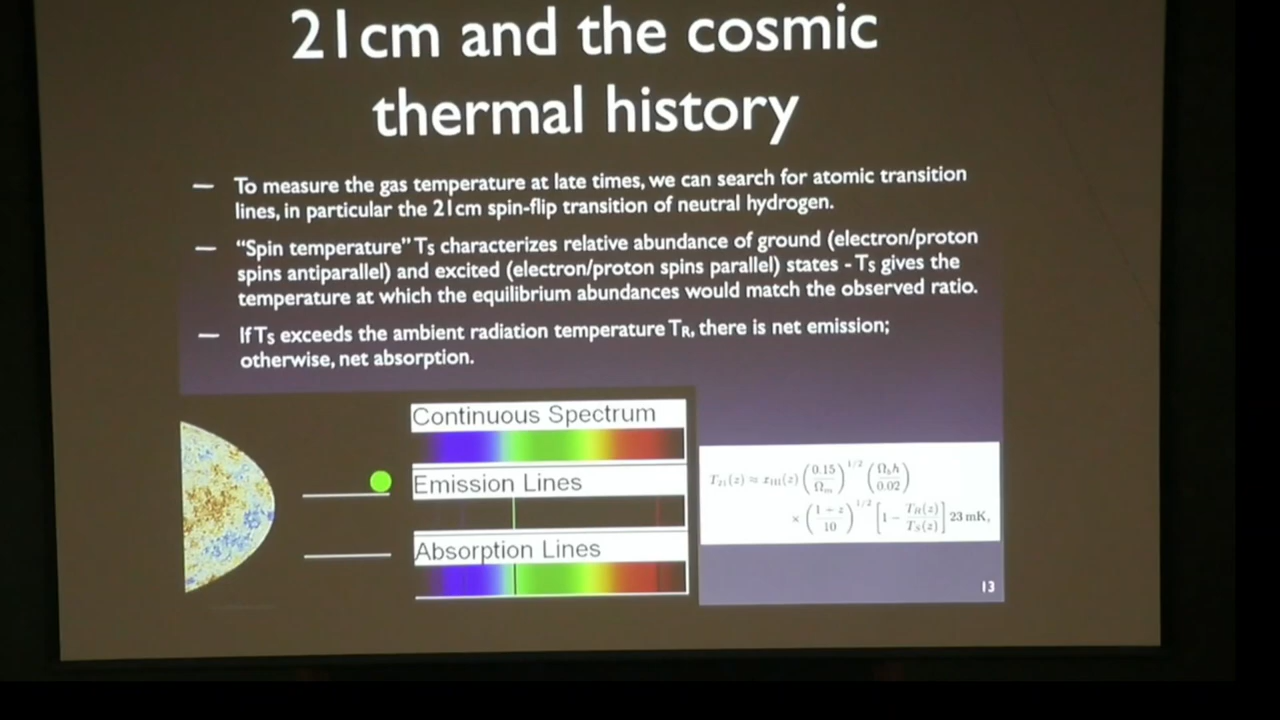 21cm and the cosmic
thermal history
— To measure the gas temperature at late times, we can search for atomic transition
lines, in particular the 21cm spin-flip transition of neutral hydrogen.
— “Spin temperature” Ts characterizes relative abundance of ground (electron/proton
spins antiparallel) and excited (electron/proton spins parallel) states - Ts gives the
temperature at which the equilibrium abundances would match the observed ratio.
— If Ts exceeds the ambient radiation temperature TR, there is net emission;
otherwise, net absorption.
Continuous Spectrum
Emission Lines
Absorption Lines
T₂₁(z) ≈ x_HI(z) (0.15/Ω_m)^1/2 (Ω_b h/0.02)
× (1 + z/10)^1/2 [1 − T_R(z)/T_S(z)] 23 mK,
13